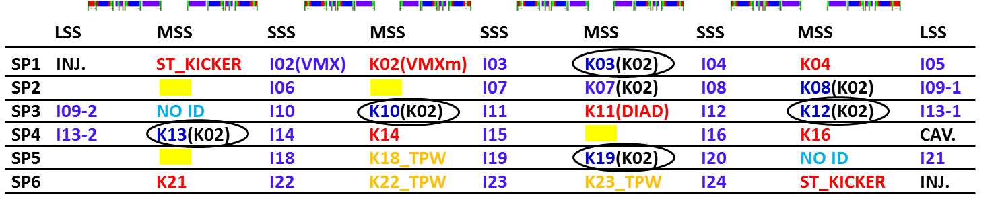 LSS MSS SSS MSS SSS MSS SSS MSS LSS
SP1 INJ. ST_KICKER I02(VMX) K02(VMXm) I03 K03(K02) I04 K04 I05
SP2 I06 I07 K07(K02) I08 K08(K02) I09-1
SP3 I09-2 NO ID I10 K10(K02) I11 K11(DIAD) I12 K12(K02) I13-1
SP4 I13-2 K13(K02) I14 K14 I15 I16 K16 CAV.
SP5 I18 K18_TPW I19 K19(K02) I20 NO ID I21
SP6 K21 I22 K22_TPW I23 K23_TPW I24 ST_KICKER INJ.